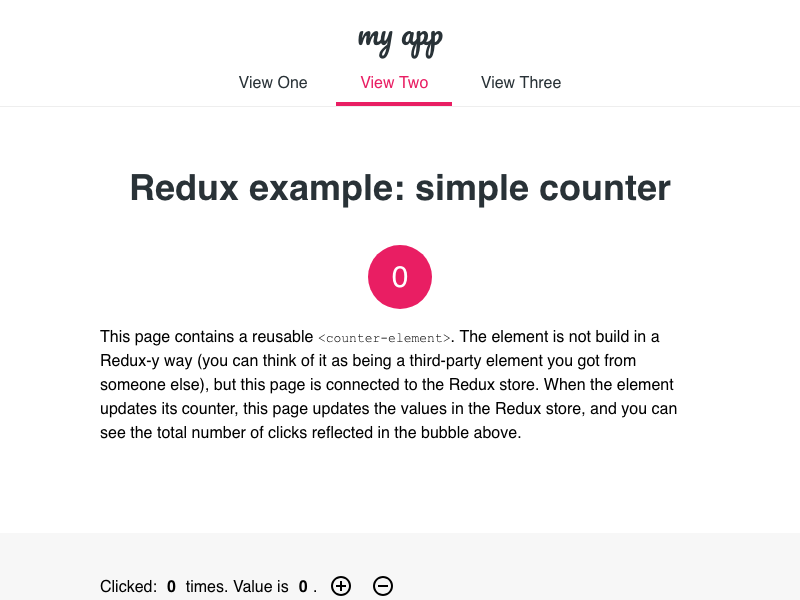 my app
View One View Two View Three
Redux example: simple counter
0
This page contains a reusable <counter-element>. The element is not build in a
Redux-y way (you can think of it as being a third-party element you got from
someone else), but this page is connected to the Redux store. When the element
updates its counter, this page updates the values in the Redux store, and you can
see the total number of clicks reflected in the bubble above.
Clicked: 0 times. Value is 0 .